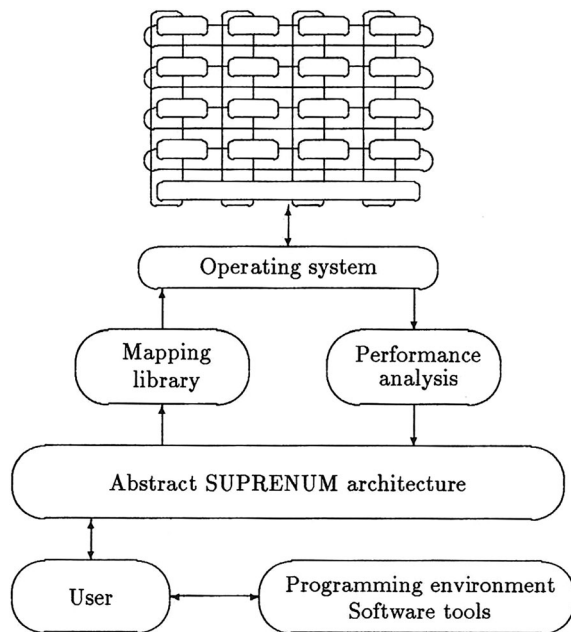 Operating system
Mapping
library
Performance
analysis
Abstract SUPRENUM architecture
User
Programming environment
Software tools